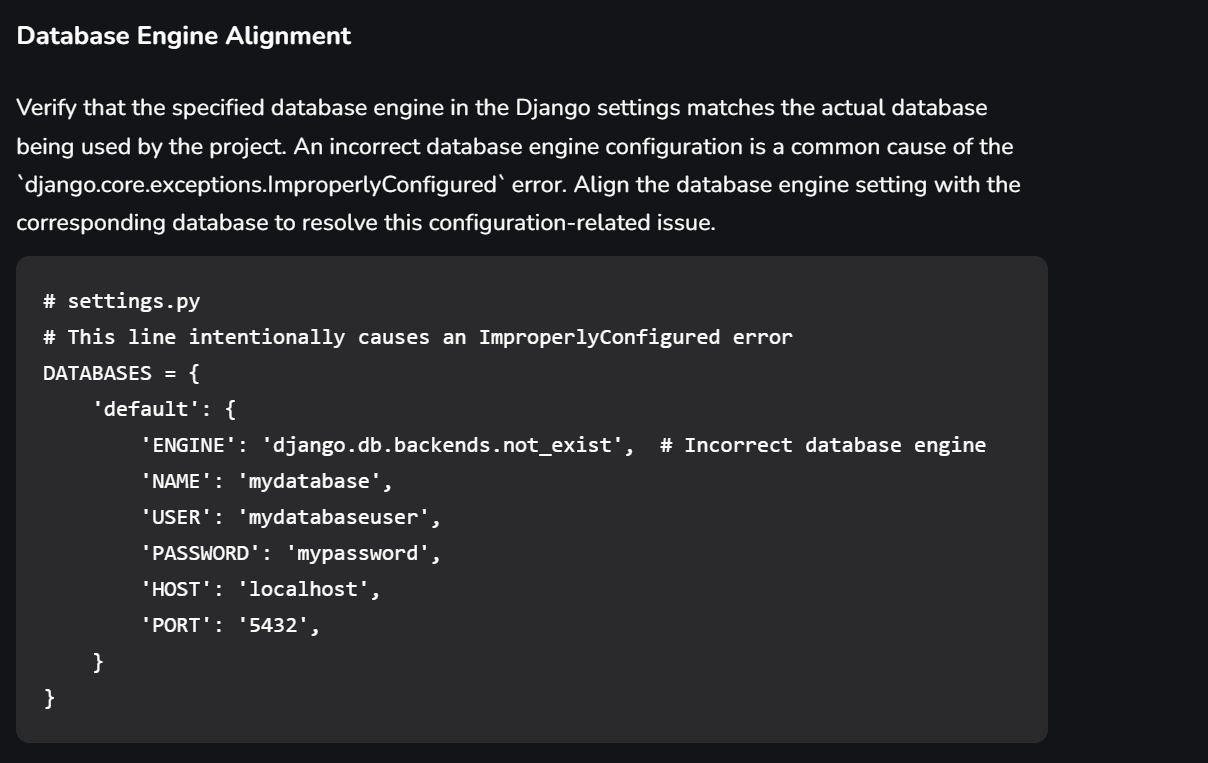 Database Engine Alignment
Verify that the specified database engine in the Django settings matches the actual database
being used by the project. An incorrect database engine configuration is a common cause of the
`django.core.exceptions.ImproperlyConfigured` error. Align the database engine setting with the
corresponding database to resolve this configuration-related issue.
# settings.py
# This line intentionally causes an ImproperlyConfigured error
DATABASES = {
    'default': {
        'ENGINE': 'django.db.backends.not_exist',  # Incorrect database engine
        'NAME': 'mydatabase',
        'USER': 'mydatabaseuser',
        'PASSWORD': 'mypassword',
        'HOST': 'localhost',
        'PORT': '5432',
    }
}